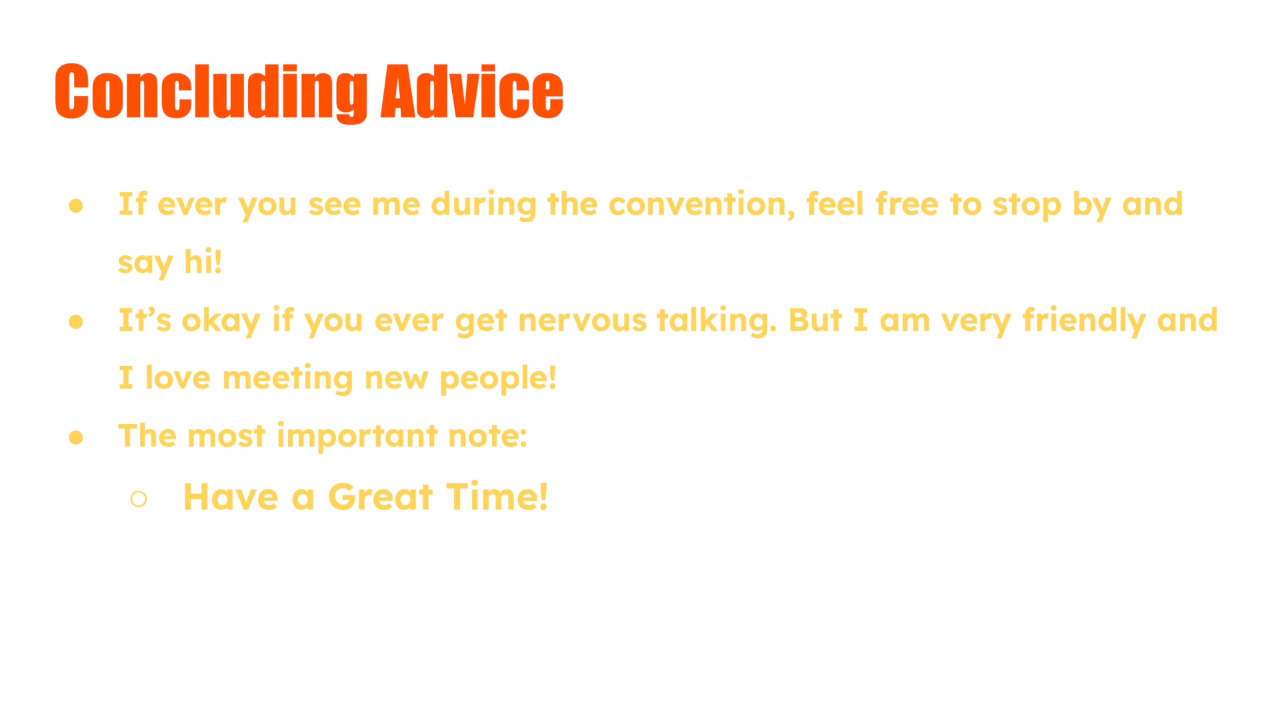 Concluding Advice
● If ever you see me during the convention, feel free to stop by and
say hi!
● It’s okay if you ever get nervous talking. But I am very friendly and
I love meeting new people!
● The most important note:
○ Have a Great Time!